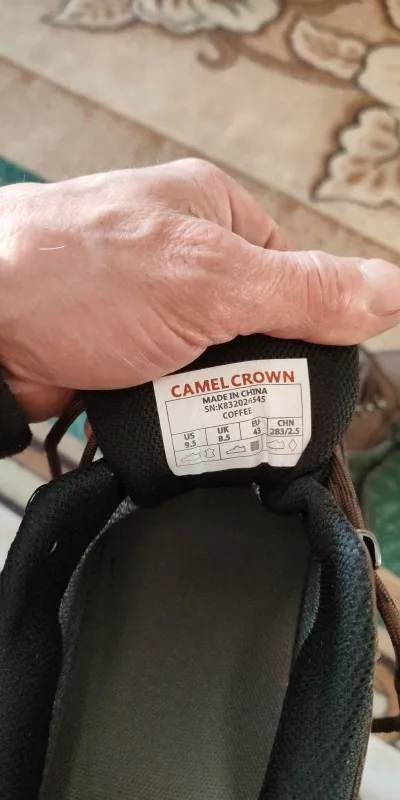 CAMEL CROWN
MADE IN CHINA
SN:K832026545
COFFEE
US UK EU CHN
9.5 8.5 43 283/2.5